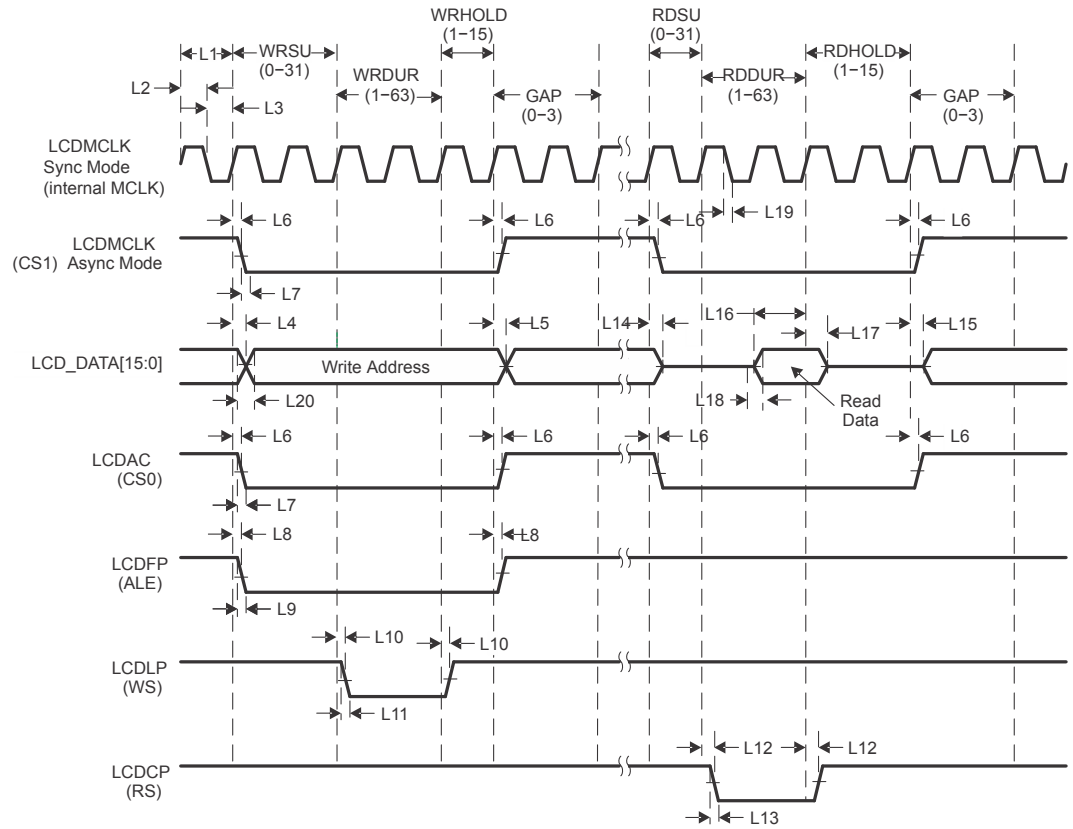 WRHOLD
(1−15)
RDSU
(0−31)
L1
WRSU
(0−31)
RDHOLD
(1−15)
L2
WRDUR
(1−63)
RDDUR
(1−63)
L3
GAP
(0−3)
GAP
(0−3)
LCDMCLK
Sync Mode
(internal MCLK)
L19
L6
L6
L6
L6
LCDMCLK
(CS1) Async Mode
L7
L4
L5
L14
L16
L17
L15
LCD_DATA[15:0]
Write Address
L20
L18
Read
Data
L6
L6
L6
L6
LCDAC
(CS0)
L7
L8
L8
LCDFP
(ALE)
L9
L10
L10
LCDLP
(WS)
L11
L12
L12
LCDCP
(RS)
L13